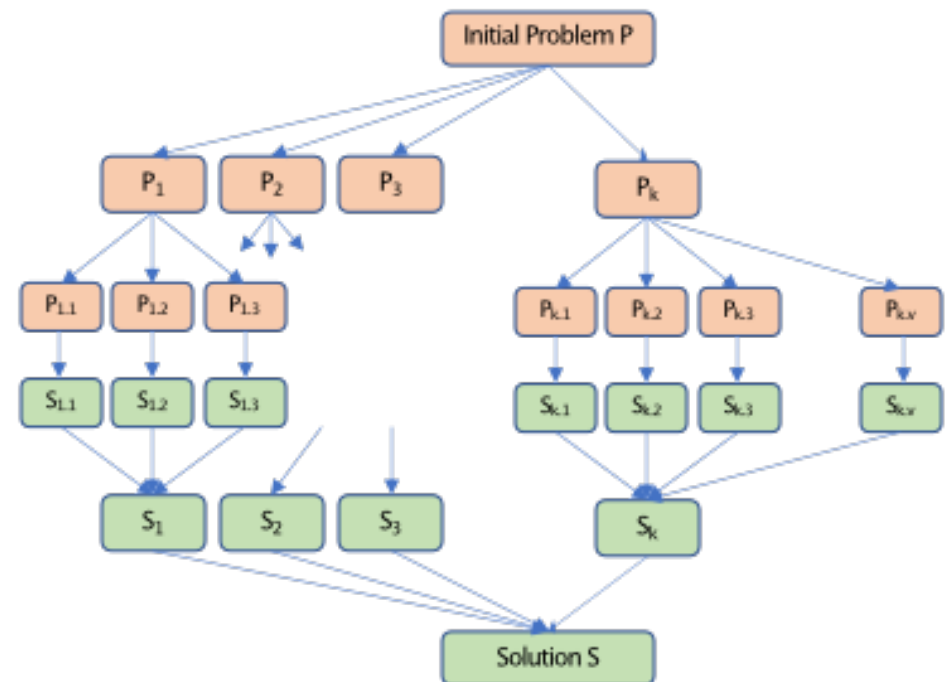 Initial Problem P
P₁ P₂ P₃ Pₖ
P₁.₁ P₁.₂ P₁.₃ Pₖ.₁ Pₖ.₂ Pₖ.₃ Pₖ.ᵥ
S₁.₁ S₁.₂ S₁.₃ Sₖ.₁ Sₖ.₂ Sₖ.₃ Sₖ.ᵥ
S₁ S₂ S₃ Sₖ
Solution S